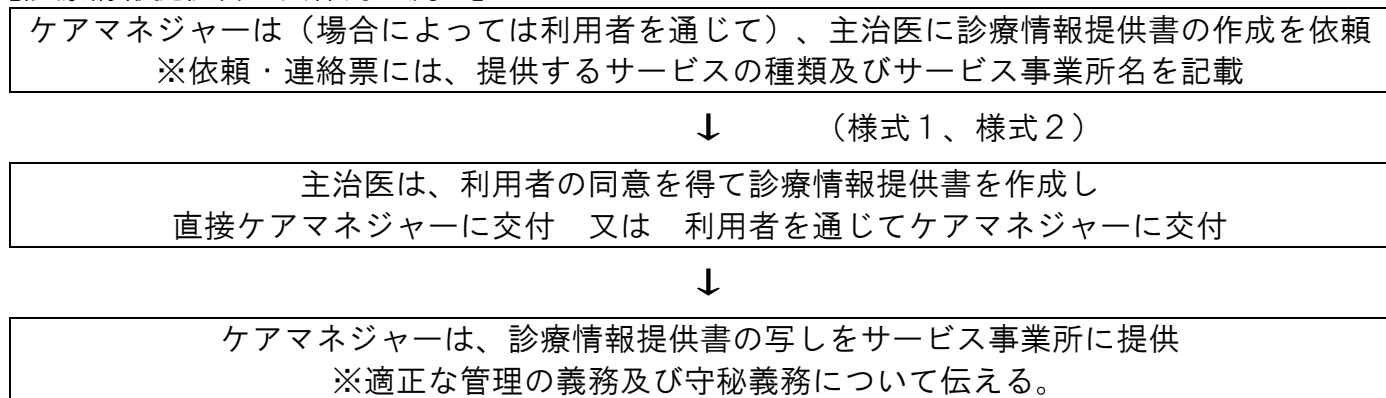 ケアマネジャーは（場合によっては利用者を通じて）、主治医に診療情報提供書の作成を依頼
※依頼・連絡票には、提供するサービスの種類及びサービス事業所名を記載
↓　（様式１、様式２）
主治医は、利用者の同意を得て診療情報提供書を作成し
直接ケアマネジャーに交付　又は　利用者を通じてケアマネジャーに交付
↓
ケアマネジャーは、診療情報提供書の写しをサービス事業所に提供
※適正な管理の義務及び守秘義務について伝える。